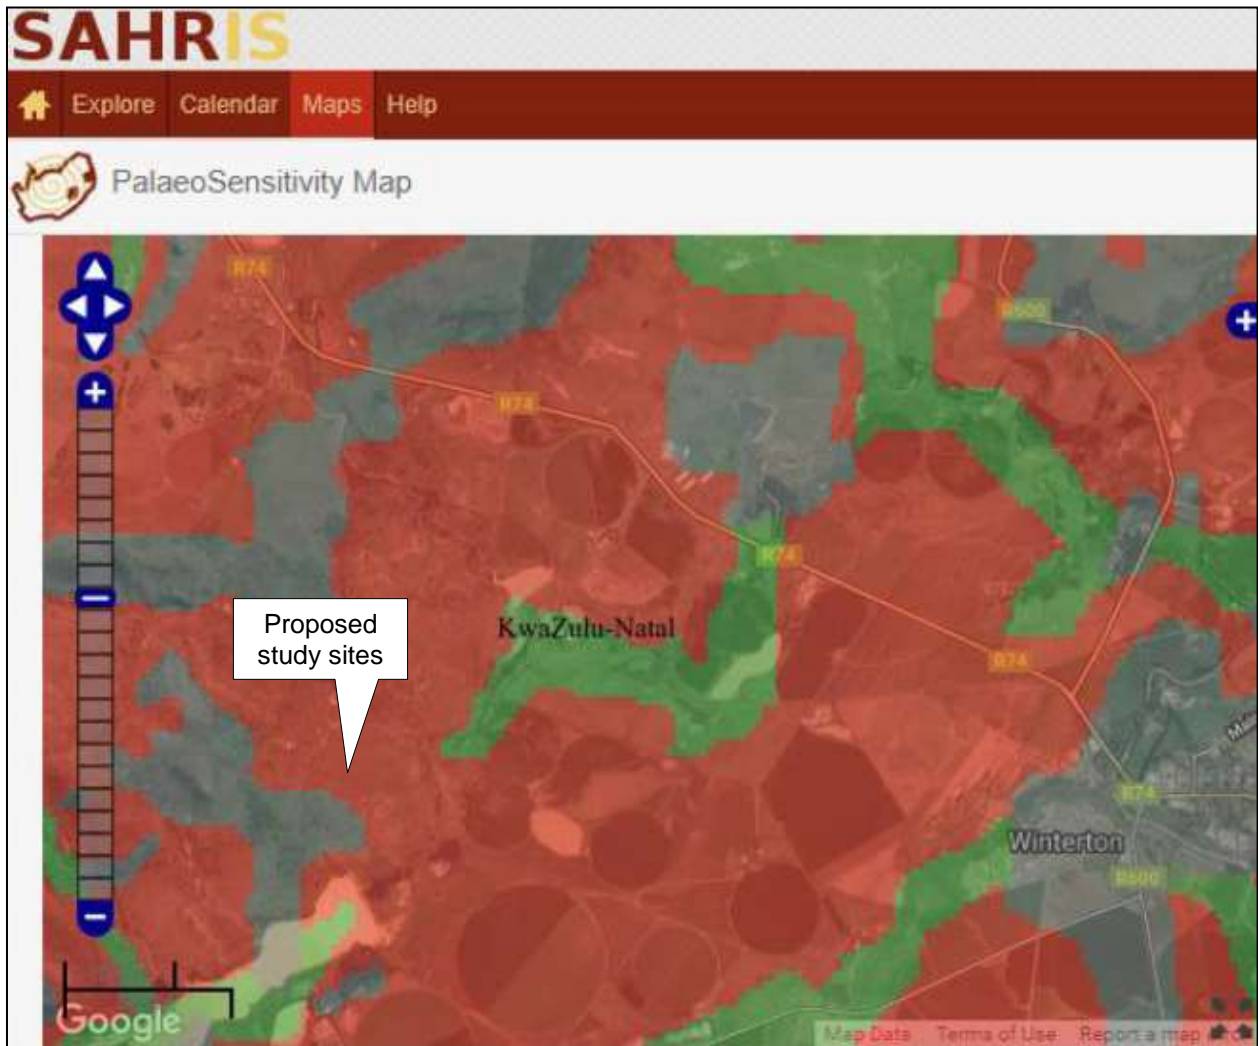 SAHRIS
Explore Calendar Maps Help
PalaeoSensitivity Map
R74
R600
R74
R74
Proposed
study sites
KwaZulu-Natal
R74
R74
Winterton
R600
Google
Map Data Terms of Use Report a map